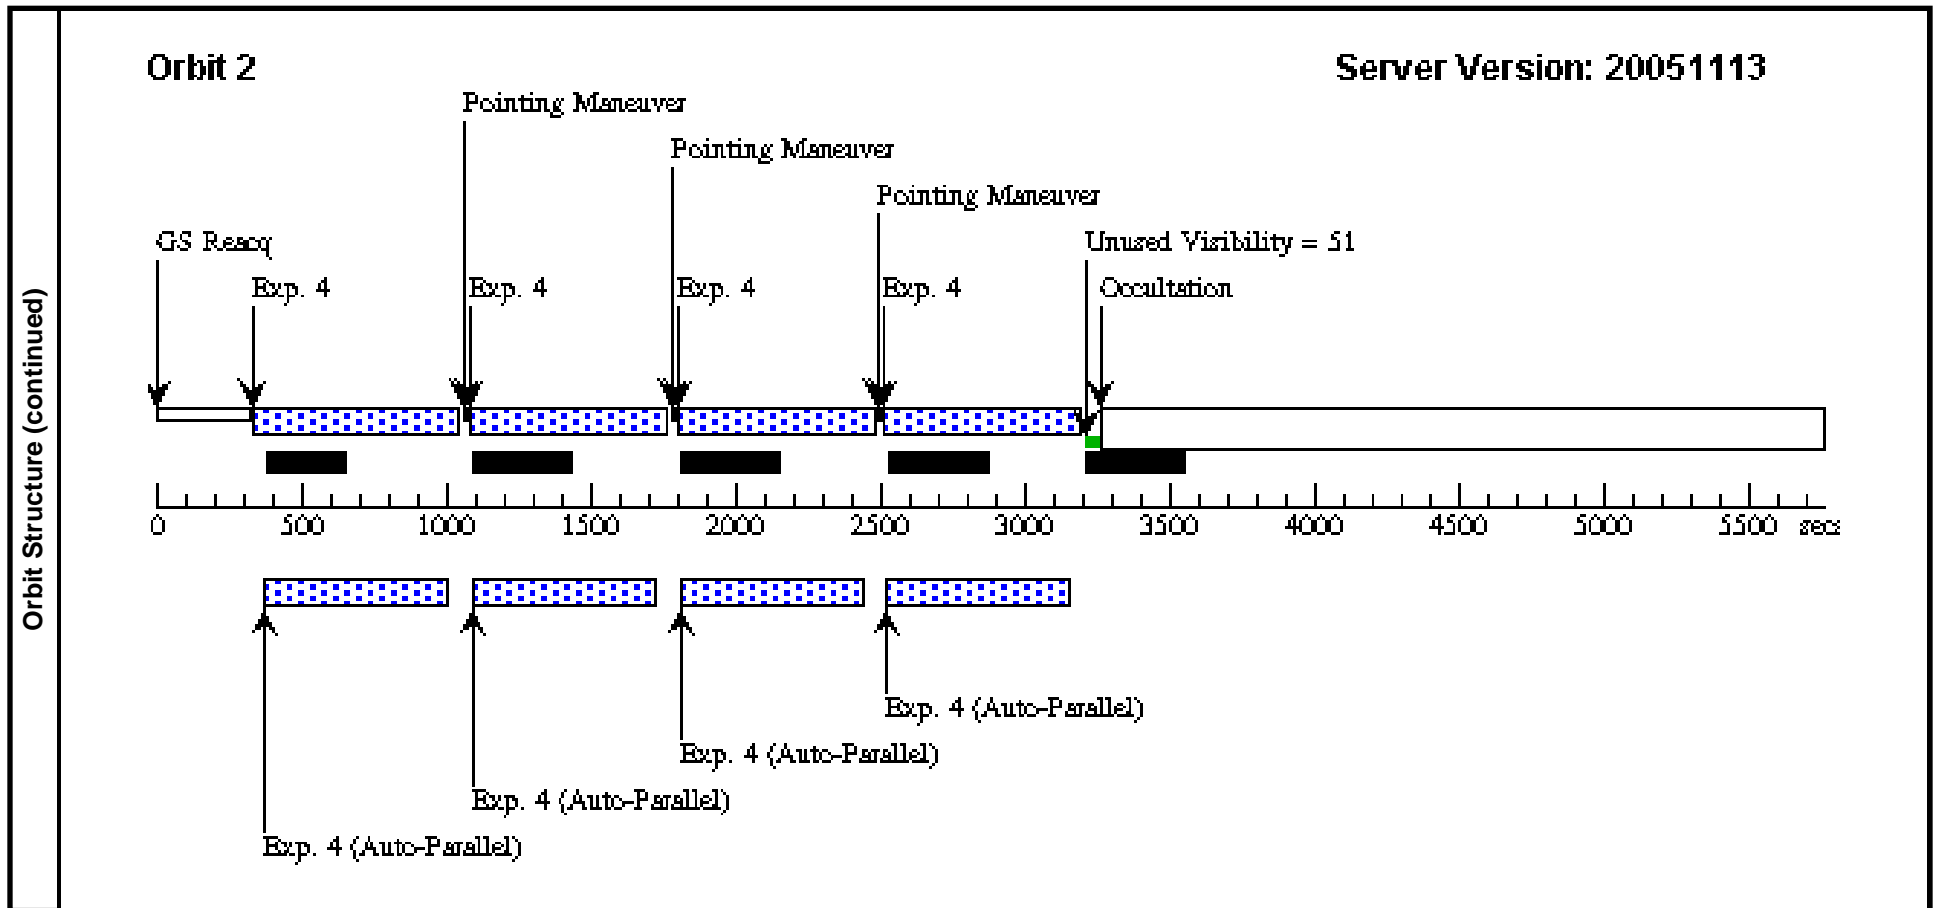 Orbit 2
Server Version: 20051113
Pointing Maneuver
Pointing Maneuver
Pointing Maneuver
GS Reacq
Unused Visibility = 51
Exp. 4
Exp. 4
Exp. 4
Exp. 4
Occultation
Orbit Structure (continued)
0 500 1000 1500 2000 2500 3000 3500 4000 4500 5000 5500 secs
Exp. 4 (Auto-Parallel)
Exp. 4 (Auto-Parallel)
Exp. 4 (Auto-Parallel)
Exp. 4 (Auto-Parallel)